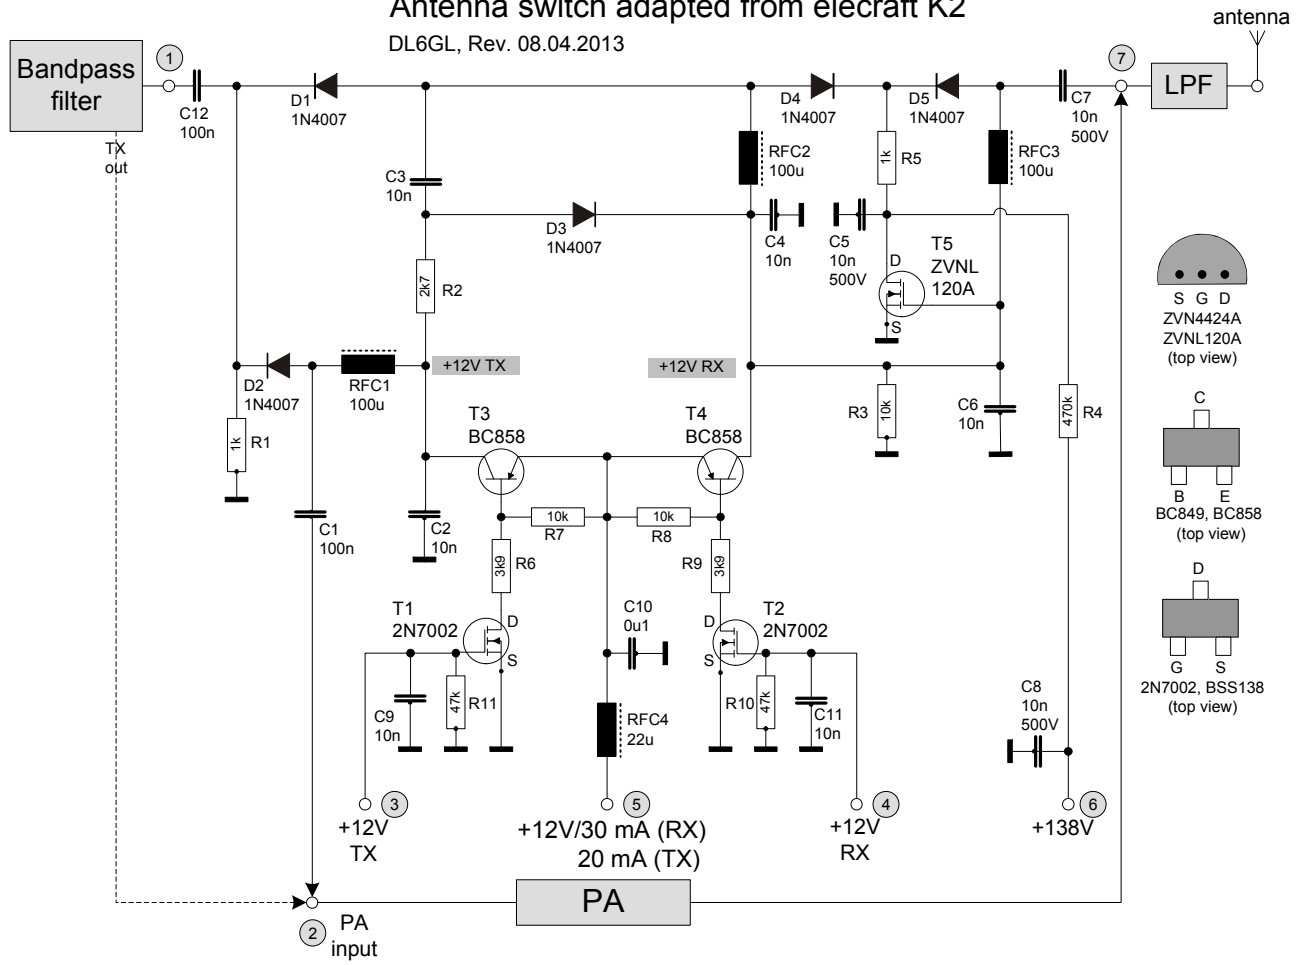 Antenna switch adapted from elecraft K2
DL6GL, Rev. 08.04.2013
antenna
Bandpass
filter
1
7
LPF
C12
100n
D1
1N4007
D4
1N4007
D5
1N4007
C7
10n
500V
TX
out
C3
10n
RFC2
100u
1k
R5
RFC3
100u
D3
1N4007
C4
10n
C5
10n
500V
T5
ZVNL
120A
D
S
2k7
R2
S G D
ZVN4424A
ZVNL120A
(top view)
+12V TX
+12V RX
D2
1N4007
RFC1
100u
T3
BC858
T4
BC858
R3
10k
C6
10n
470k
R4
C
1k
R1
B E
BC849, BC858
(top view)
C1
100n
C2
10n
10k
R7
10k
R8
3k9
R6
R9
3k9
D
T1
2N7002
D
S
C10
0u1
D
S
T2
2N7002
G S
2N7002, BSS138
(top view)
C9
10n
47k
R11
RFC4
22u
R10
47k
C11
10n
C8
10n
500V
3
5
4
6
+12V
TX
+12V/30 mA (RX)
20 mA (TX)
+12V
RX
+138V
PA
2
PA
input